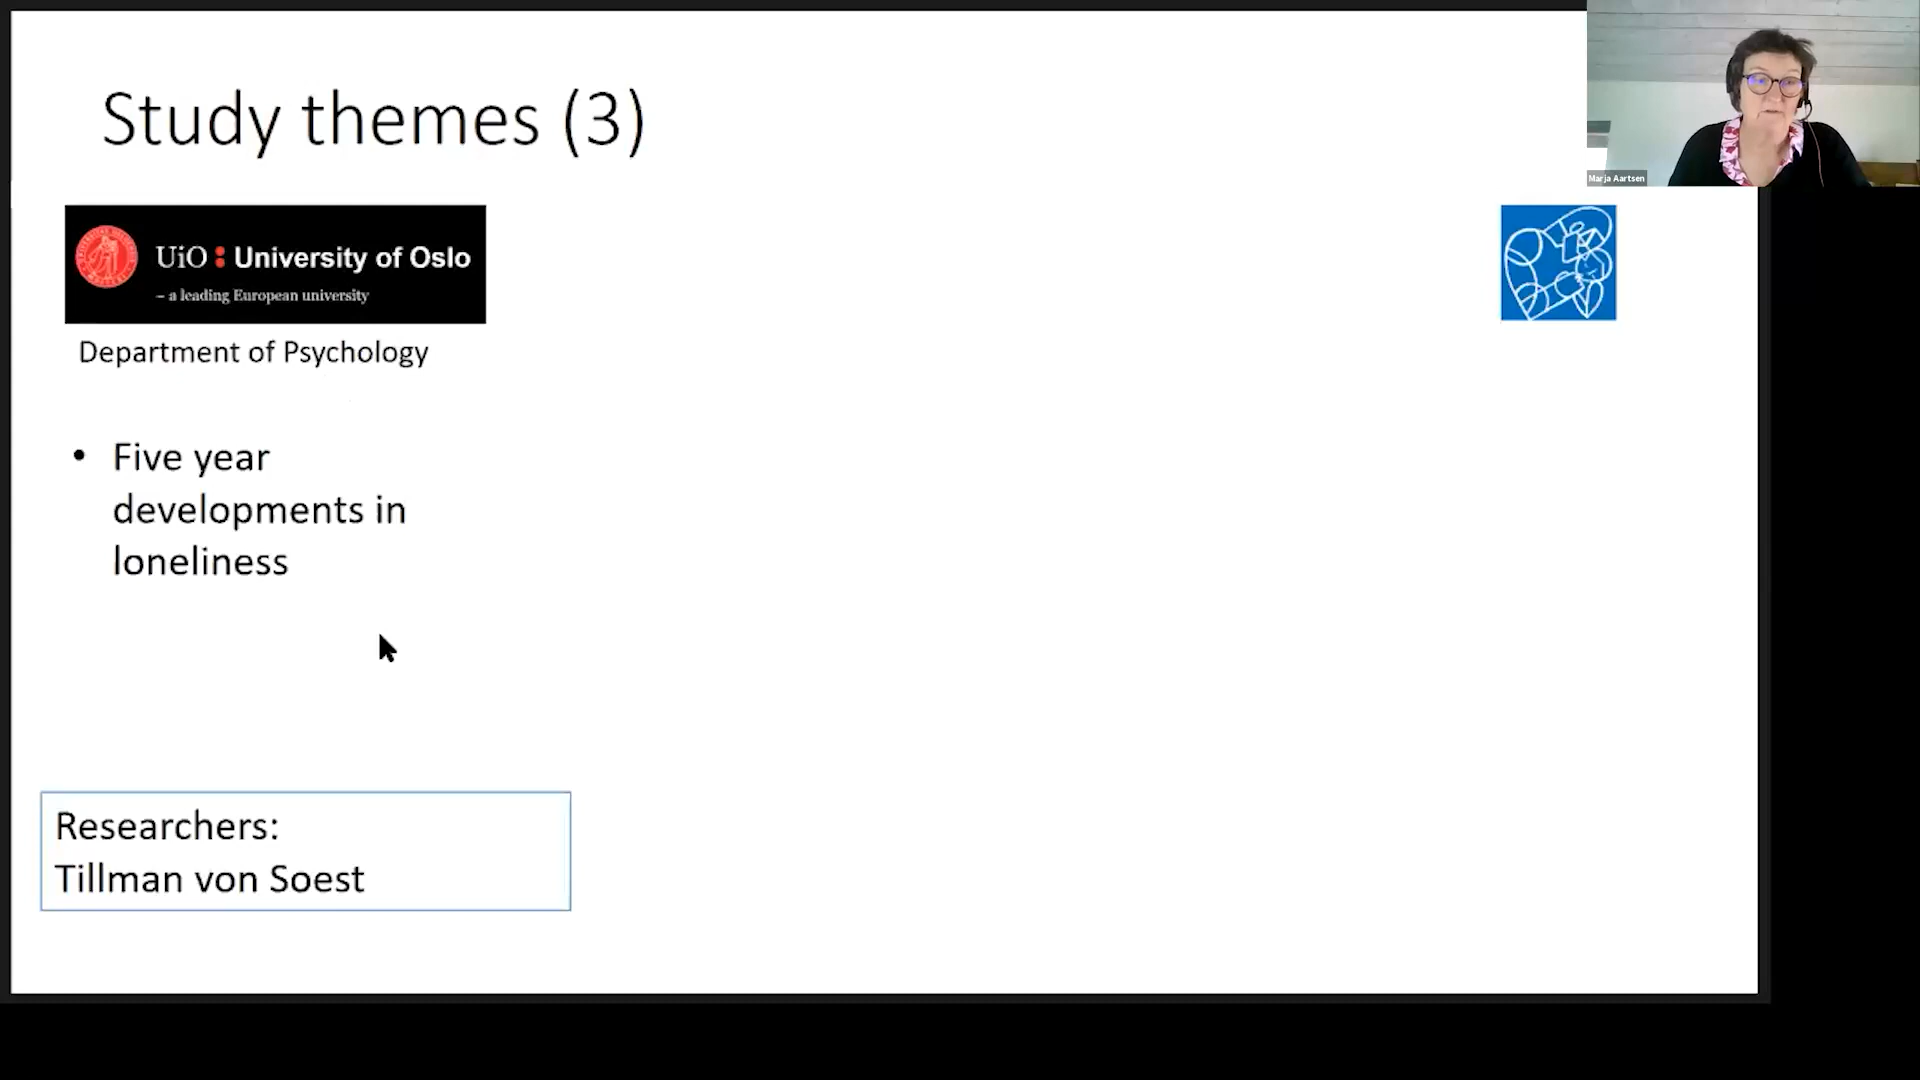 Study themes (3)
Marja Aartsen
UiO : University of Oslo
– a leading European university
Department of Psychology
• Five year
developments in
loneliness
Researchers:
Tillman von Soest